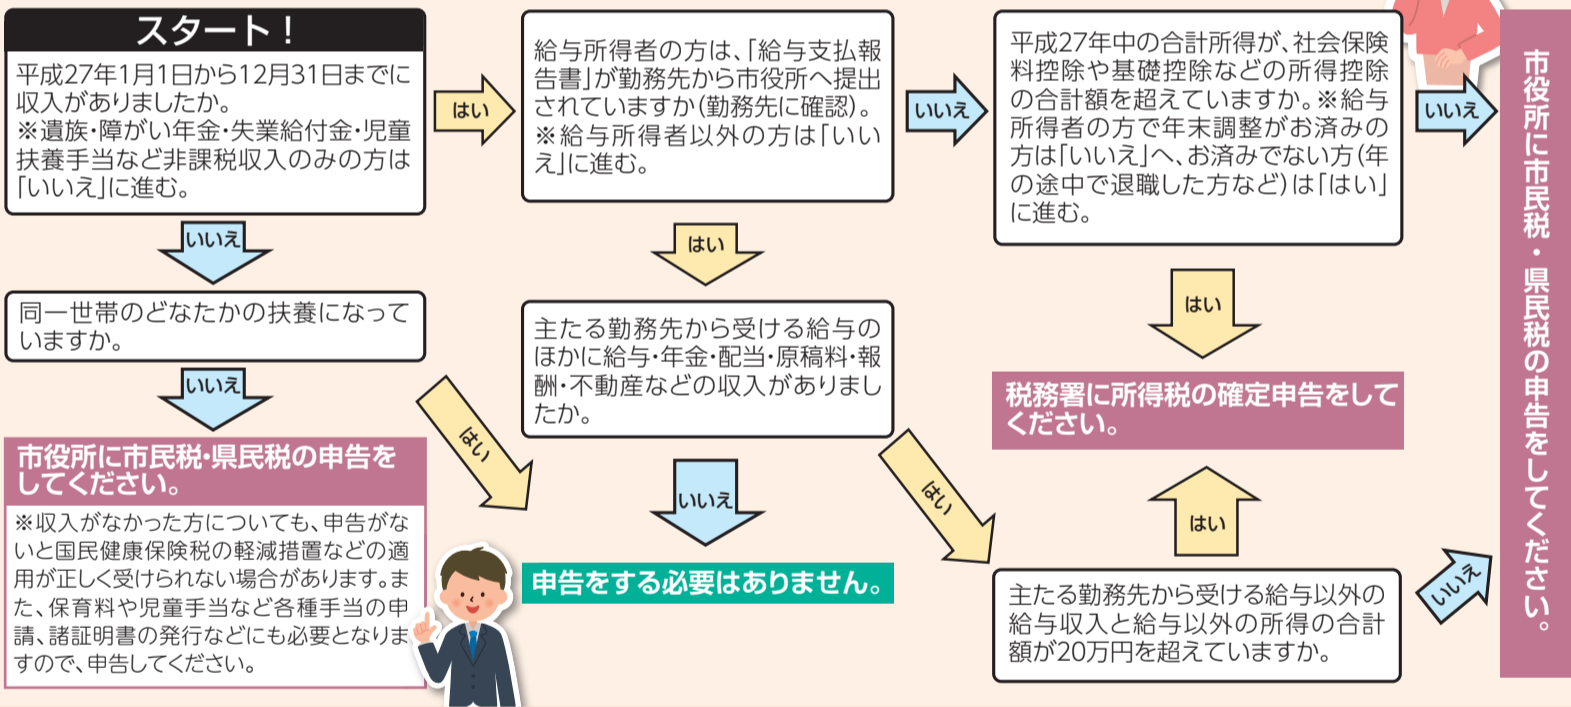 スタート！
平成27年1月1日から12月31日までに
収入がありましたか。
※遺族・障がい年金・失業給付金・児童
扶養手当など非課税収入のみの方は
「いいえ」に進む。
はい
給与所得者の方は、「給与支払報
告書」が勤務先から市役所へ提出
されていますか（勤務先に確認）。
※給与所得者以外の方は「いい
え」に進む。
いいえ
平成27年中の合計所得が、社会保険
料控除や基礎控除などの所得控除
の合計額を超えていますか。※給与
所得者の方で年末調整がお済みの
方は「いいえ」へ、お済みでない方（年
の途中で退職した方など）は「はい」
に進む。
いいえ
市役所に市民税・県民税の申告をしてください。
いいえ
はい
はい
同一世帯のどなたかの扶養になって
いますか。
主たる勤務先から受ける給与の
ほかに給与・年金・配当・原稿料・報
酬・不動産などの収入がありまし
たか。
税務署に所得税の確定申告をして
ください。
いいえ
はい
いいえ
はい
はい
市役所に市民税・県民税の申告を
してください。
※収入がなかった方についても、申告がな
いと国民健康保険税の軽減措置などの適
用が正しく受けられない場合があります。ま
た、保育料や児童手当など各種手当の申
請、諸証明書の発行などにも必要となりま
すので、申告してください。
申告をする必要はありません。
主たる勤務先から受ける給与以外の
給与収入と給与以外の所得の合計
額が20万円を超えていますか。
いいえ